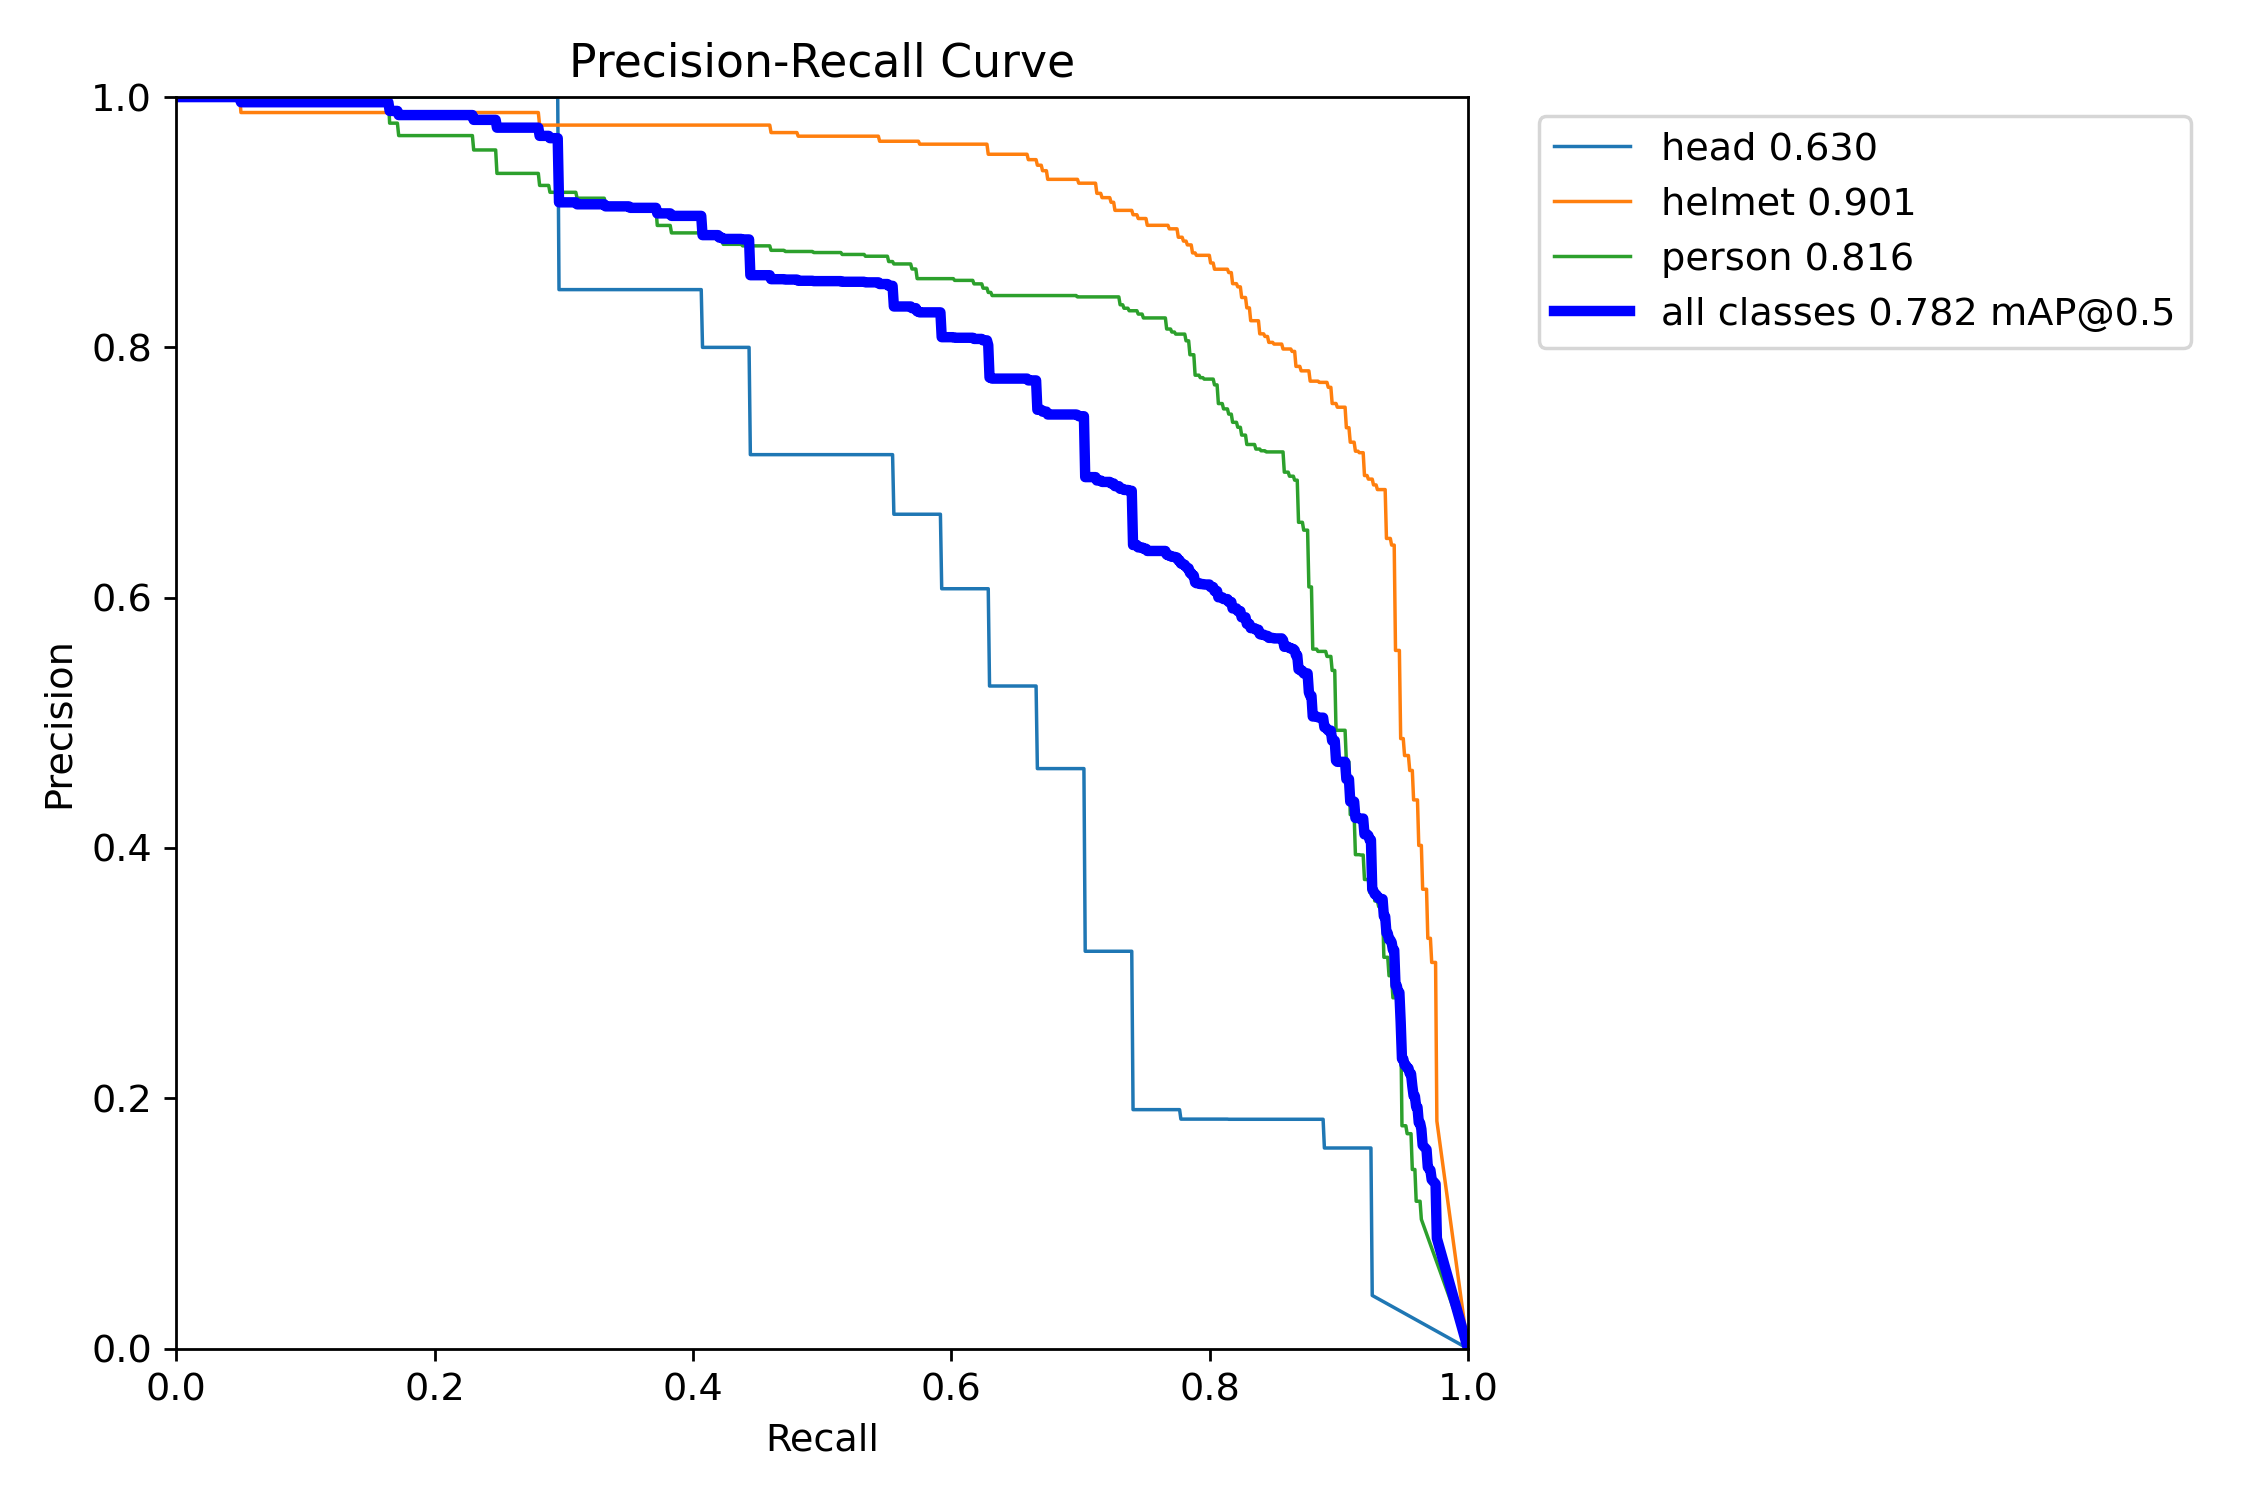 Precision-Recall Curve
1.0
0.8
0.6
0.4
0.2
0.0
Precision
0.0 0.2 0.4 0.6 0.8 1.0
Recall
head 0.630
helmet 0.901
person 0.816
all classes 0.782 mAP@0.5